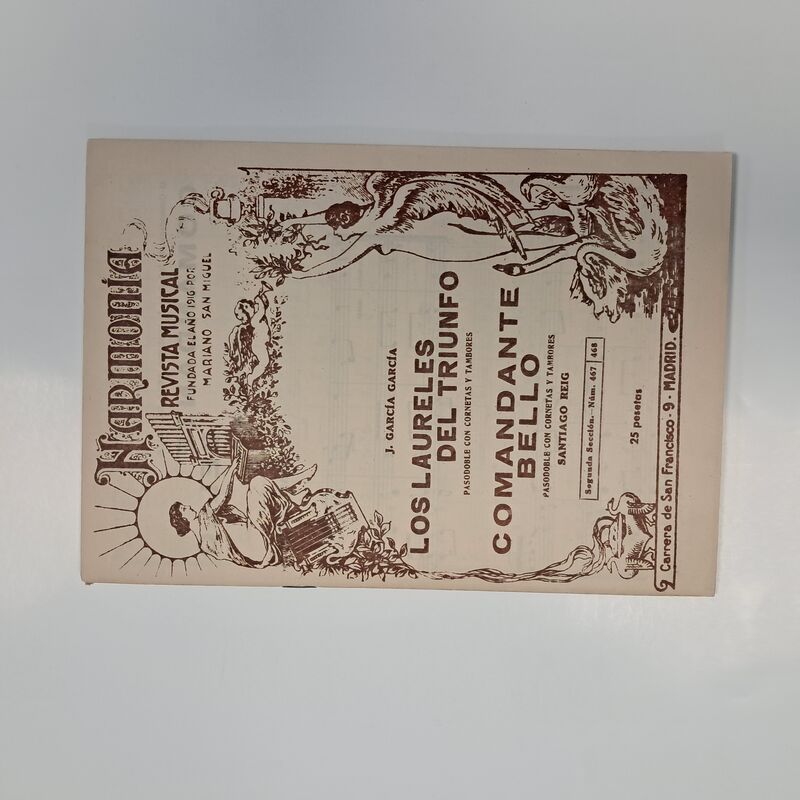 Harmonía
REVISTA MUSICAL
FUNDADA EL AÑO 1916 POR
MARIANO SAN MIGUEL
J. GARCÍA GARCÍA
LOS LAURELES
DEL TRIUNFO
PASODOBLE CON CORNETAS Y TAMBORES
COMANDANTE
BELLO
PASODOBLE CON CORNETAS Y TAMBORES
SANTIAGO REIG
Segunda Sección.-Núm. 467 | 468
25 pesetas
Carrera de San Francisco - 9 - MADRID.